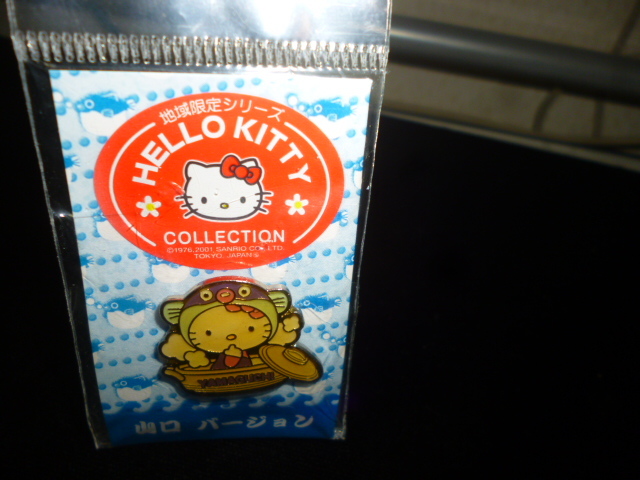 地域限定シリーズ
HELLO KITTY
COLLECTION
©1976,2001 SANRIO CO.,LTD.
TOKYO, JAPAN
YAMAGUCHI
山口 バージョン